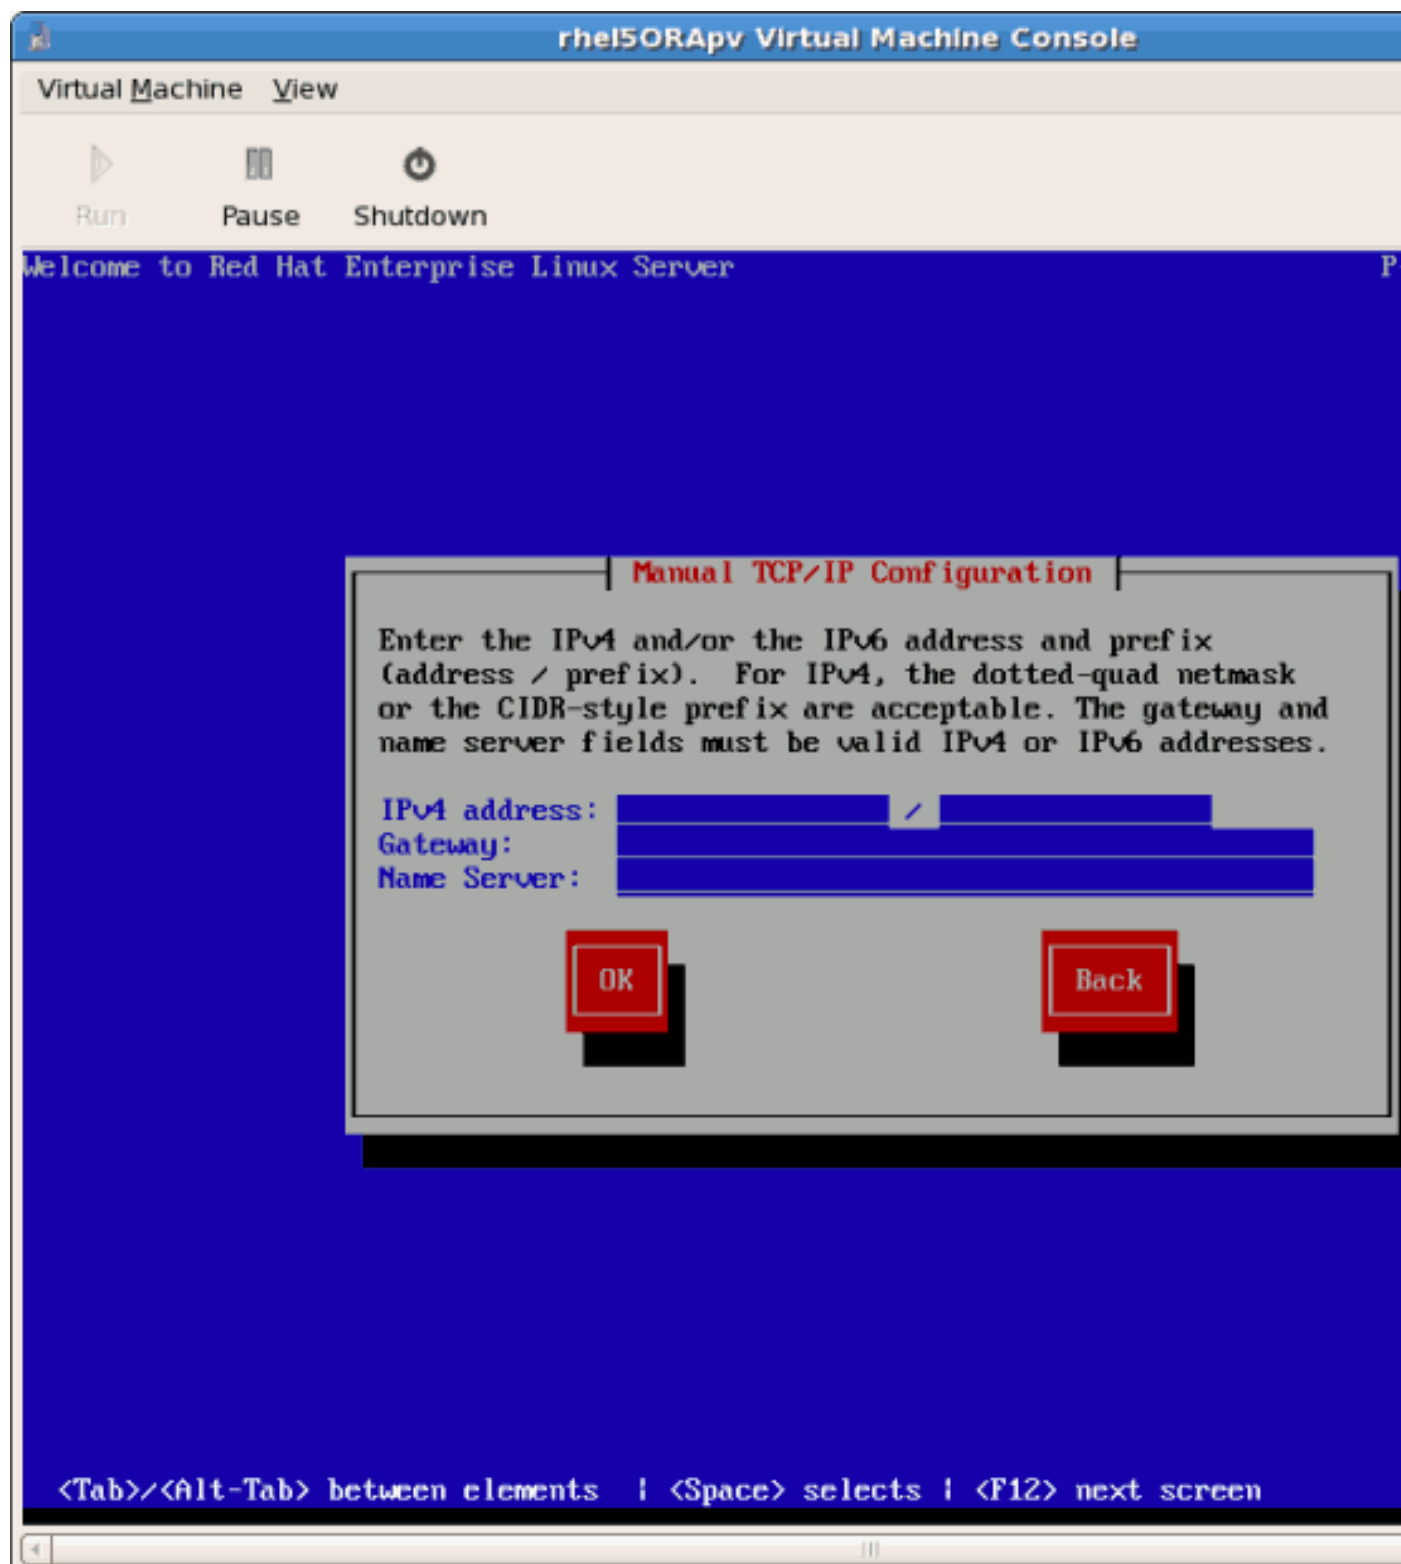 rhel5ORApv Virtual Machine Console
Virtual Machine View
Run Pause Shutdown
Welcome to Red Hat Enterprise Linux Server
Manual TCP/IP Configuration
Enter the IPv4 and/or the IPv6 address and prefix
(address / prefix). For IPv4, the dotted-quad netmask
or the CIDR-style prefix are acceptable. The gateway and
name server fields must be valid IPv4 or IPv6 addresses.
IPv4 address: /
Gateway:
Name Server:
OK Back
<Tab>/<Alt-Tab> between elements | <Space> selects | <F12> next screen